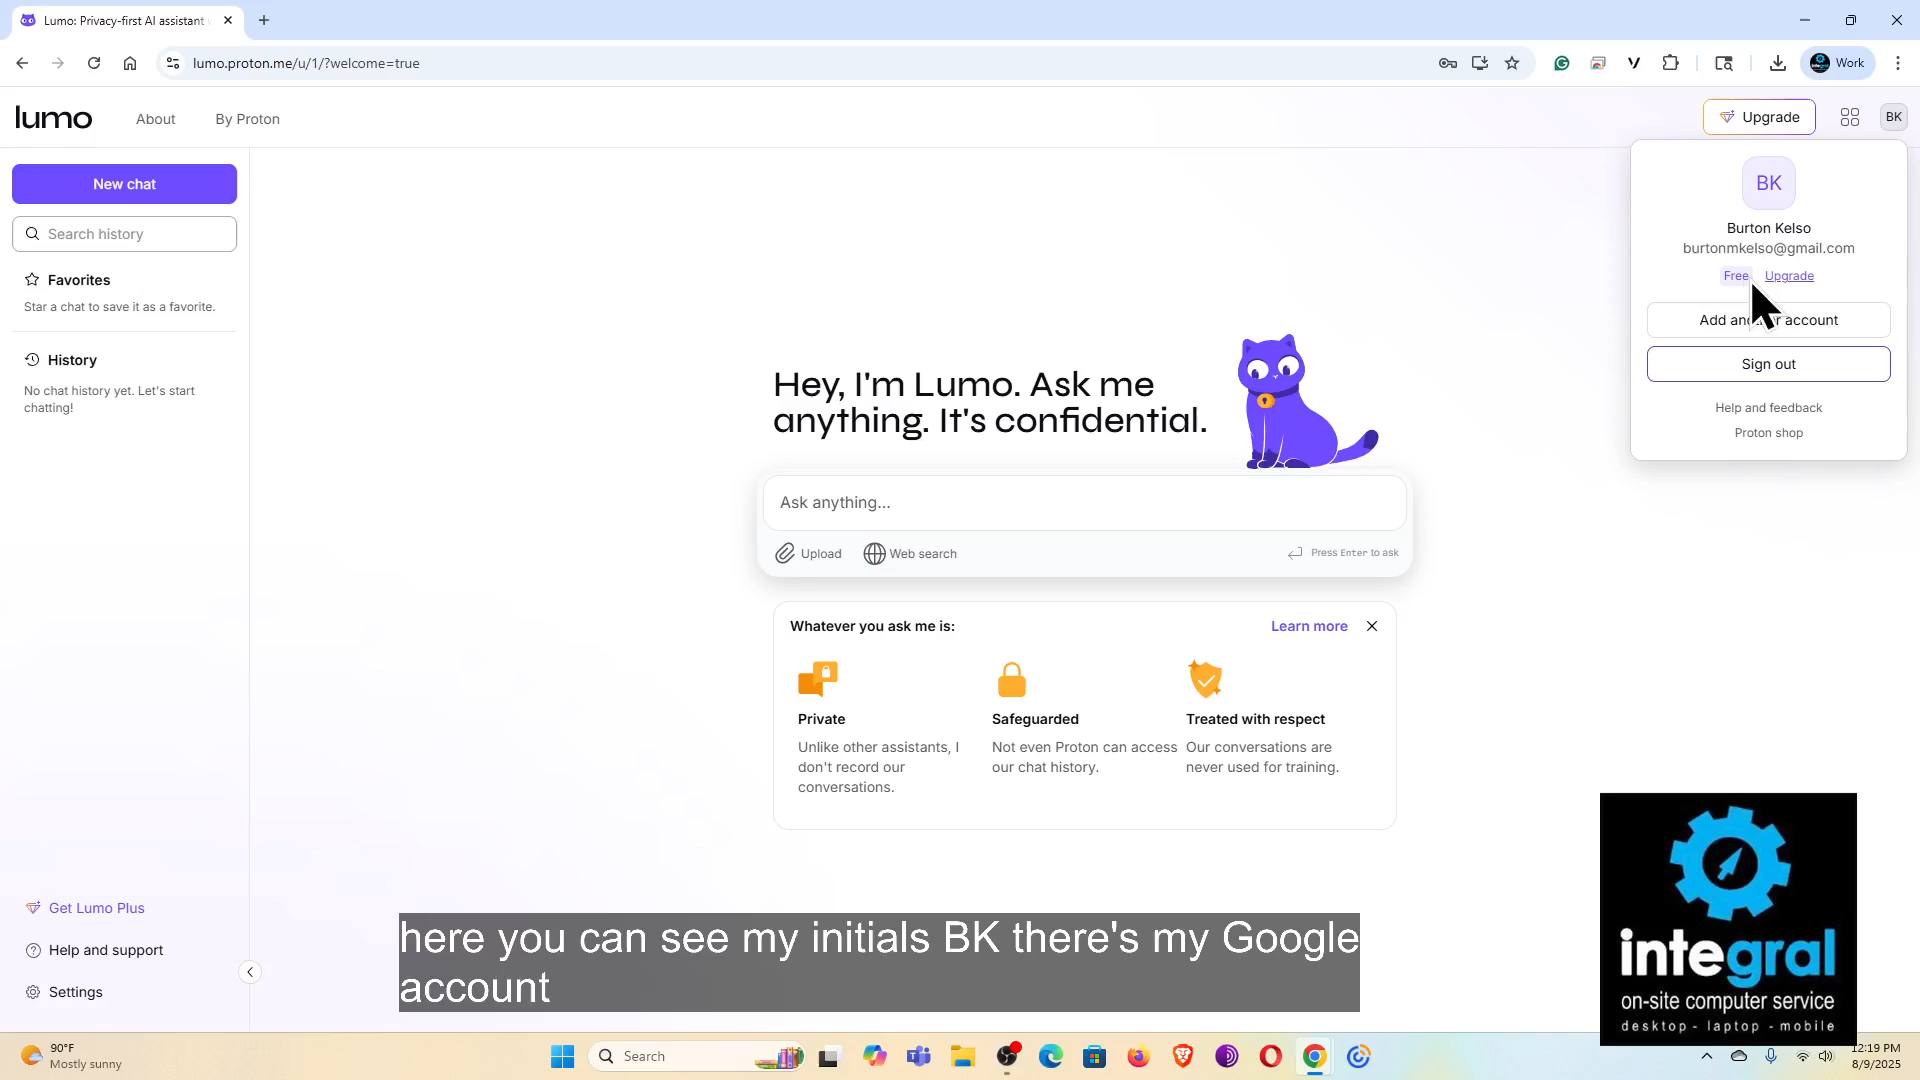 Lumo: Privacy-first AI assistant
lumo.proton.me/u/1/?welcome=true
Work
lumo
About
By Proton
Upgrade
BK
New chat
Search history
Favorites
Star a chat to save it as a favorite.
History
No chat history yet. Let's start
chatting!
BK
Burton Kelso
burtonmkelso@gmail.com
Free
Upgrade
Add an r account
Sign out
Help and feedback
Proton shop
Hey, I'm Lumo. Ask me
anything. It's confidential.
Ask anything...
Upload
Web search
Press Enter to ask
Whatever you ask me is:
Learn more
Private
Unlike other assistants, I
don't record our
conversations.
Safeguarded
Not even Proton can access
our chat history.
Treated with respect
Our conversations are
never used for training.
Get Lumo Plus
Help and support
Settings
here you can see my initials BK there's my Google
account
integral
on-site computer service
desktop - laptop - mobile
90°F
Mostly sunny
Search
12:19 PM
8/9/2025